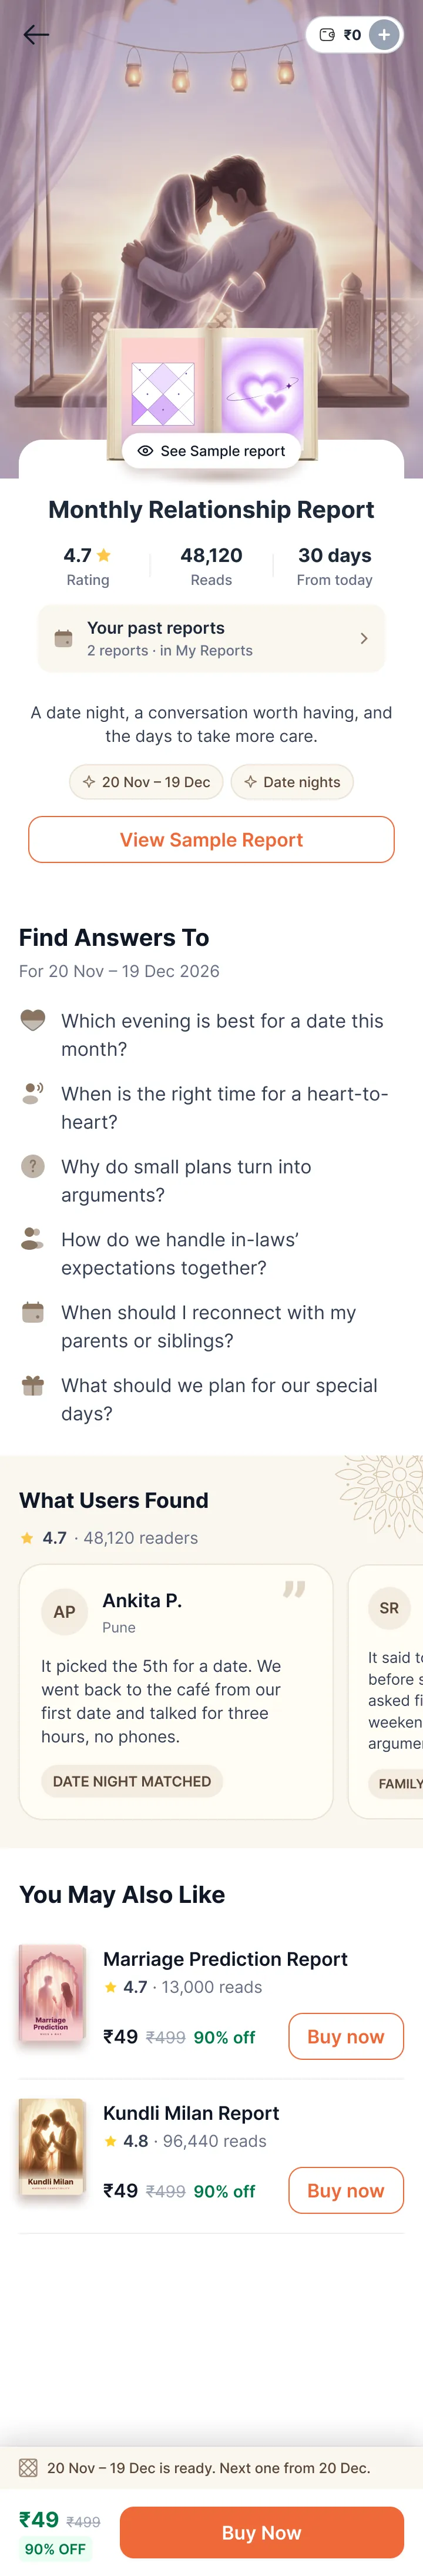 ₹0
See Sample report
Monthly Relationship Report
4.7
48,120
30 days
Rating
Reads
From today
Your past reports
2 reports · in My Reports
A date night, a conversation worth having, and
the days to take more care.
20 Nov – 19 Dec
Date nights
View Sample Report
Find Answers To
For 20 Nov – 19 Dec 2026
Which evening is best for a date this
month?
When is the right time for a heart-to-
heart?
?
Why do small plans turn into
arguments?
How do we handle in-laws’
expectations together?
When should I reconnect with my
parents or siblings?
What should we plan for our special
days?
What Users Found
4.7 · 48,120 readers
AP
Ankita P.
Pune
”
It picked the 5th for a date. We
went back to the café from our
first date and talked for three
hours, no phones.
DATE NIGHT MATCHED
SR
It said
before
asked
FAMILY
You May Also Like
Marriage
Prediction
Marriage Prediction Report
4.7 · 13,000 reads
₹49 ₹499 90% off
Buy now
Kundli Milan
Kundli Milan Report
4.8 · 96,440 reads
₹49 ₹499 90% off
Buy now
20 Nov – 19 Dec is ready. Next one from 20 Dec.
₹49 ₹499
90% OFF
Buy Now